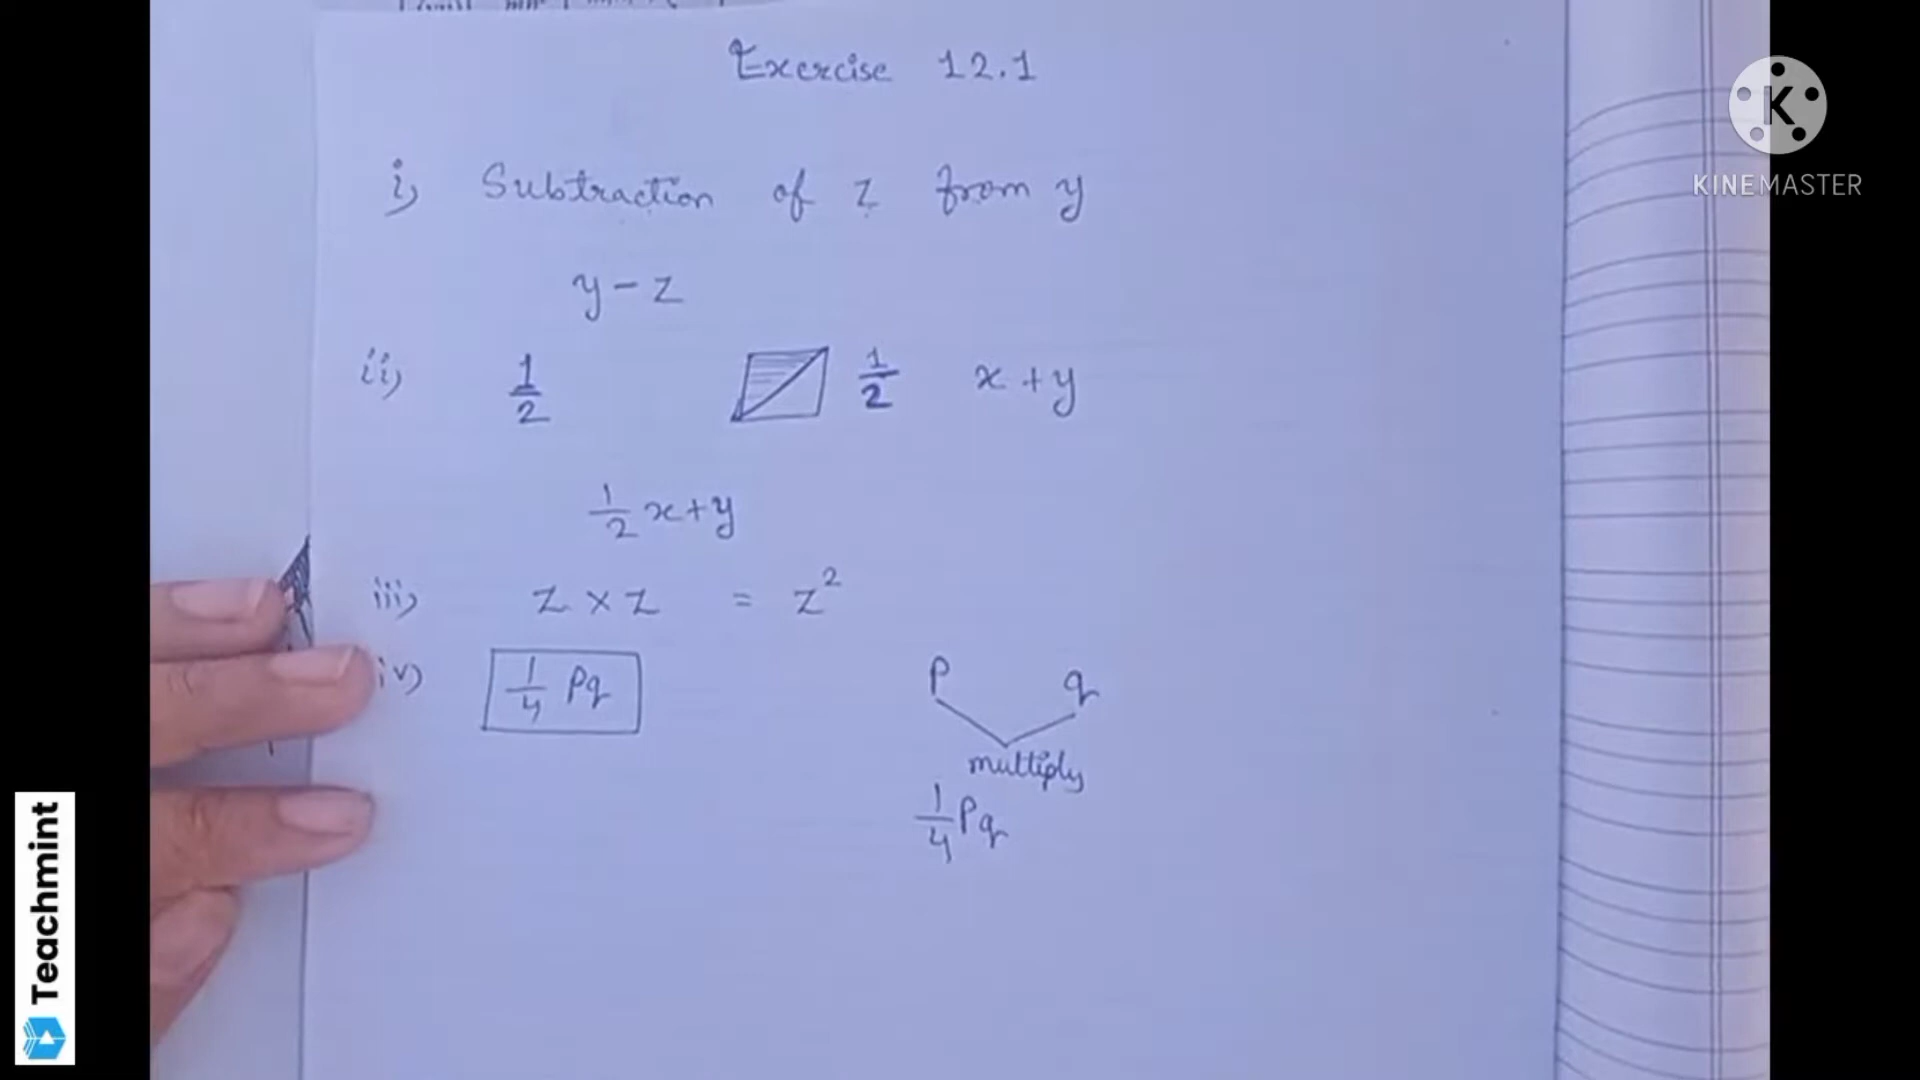 Exercise 12.1
i) Subtraction of z from y
y - z
ii) 1/2 1/2 x + y
1/2 x + y
iii) z × z = z²
iv) 1/4 Pq P q
multiply
1/4 Pq
K
KINEMASTER
Teachmint